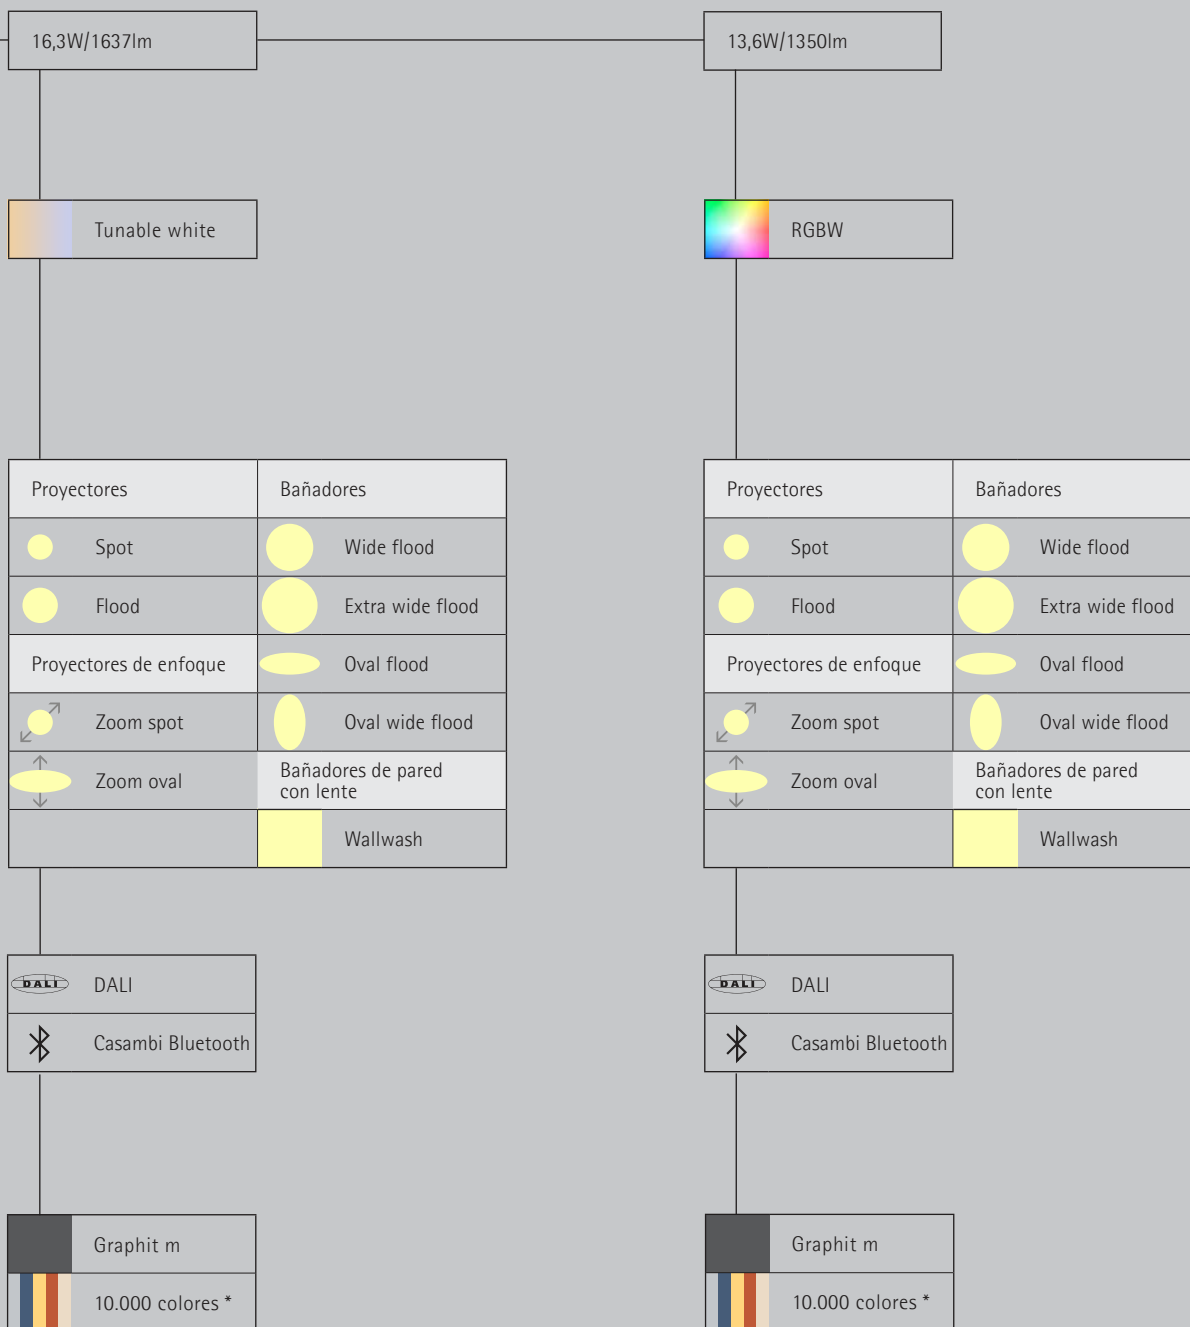 16,3W/1637lm
13,6W/1350lm
Tunable white
RGBW
Proyectores
Bañadores
Spot
Wide flood
Flood
Extra wide flood
Proyectores de enfoque
Oval flood
Zoom spot
Oval wide flood
Zoom oval
Bañadores de pared
con lente
Wallwash
Proyectores
Bañadores
Spot
Wide flood
Flood
Extra wide flood
Proyectores de enfoque
Oval flood
Zoom spot
Oval wide flood
Zoom oval
Bañadores de pared
con lente
Wallwash
DALI
DALI
Casambi Bluetooth
DALI
DALI
Casambi Bluetooth
Graphit m
10.000 colores *
Graphit m
10.000 colores *